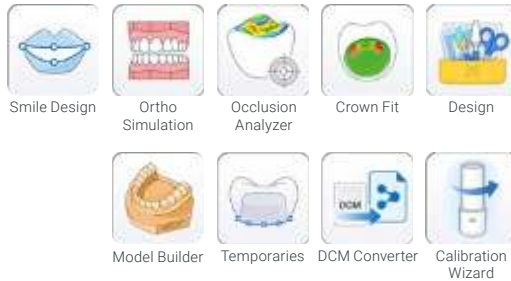 Smile Design
Ortho
Simulation
Occlusion
Analyzer
Crown Fit
Design
DCM
Model Builder
Temporaries
DCM Converter
Calibration
Wizard